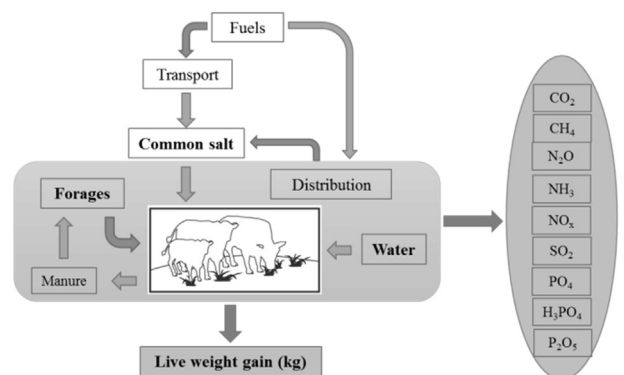 Fuels
Transport
Common salt
Distribution
Forages
Water
Manure
Live weight gain (kg)
CO₂
CH₄
N₂O
NH₃
NOₓ
SO₂
PO₄
H₃PO₄
P₂O₅